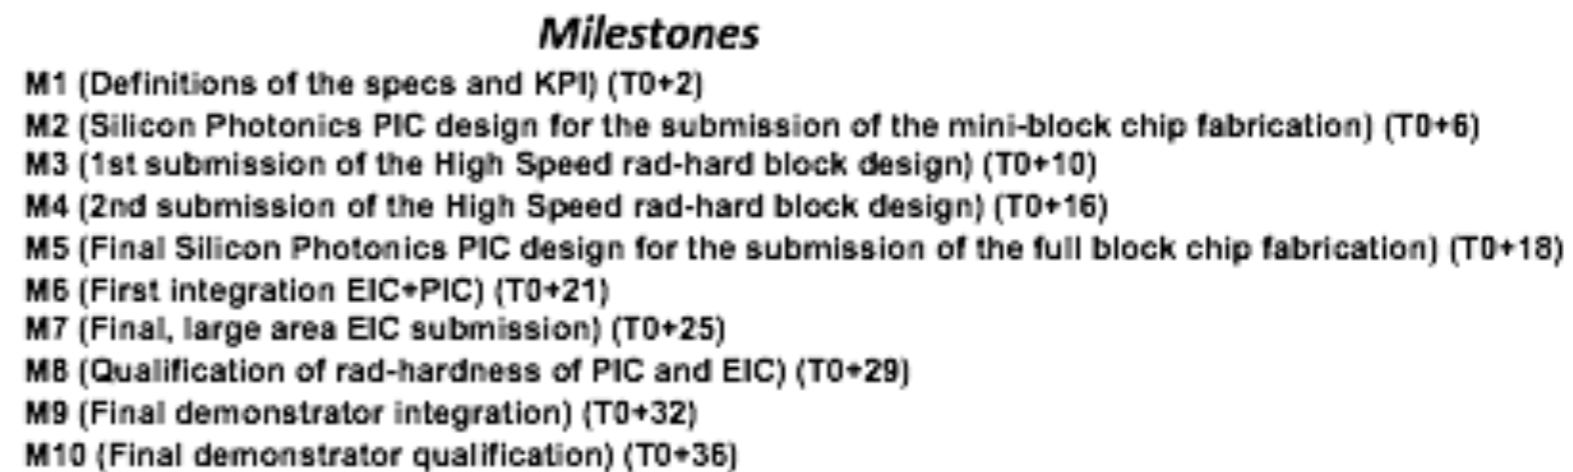 Milestones
M1 (Definitions of the specs and KPI) (T0+2)
M2 (Silicon Photonics PIC design for the submission of the mini-block chip fabrication) (T0+6)
M3 (1st submission of the High Speed rad-hard block design) (T0+10)
M4 (2nd submission of the High Speed rad-hard block design) (T0+16)
M5 (Final Silicon Photonics PIC design for the submission of the full block chip fabrication) (T0+18)
M6 (First integration EIC+PIC) (T0+21)
M7 (Final, large area EIC submission) (T0+25)
M8 (Qualification of rad-hardness of PIC and EIC) (T0+29)
M9 (Final demonstrator integration) (T0+32)
M10 (Final demonstrator qualification) (T0+36)